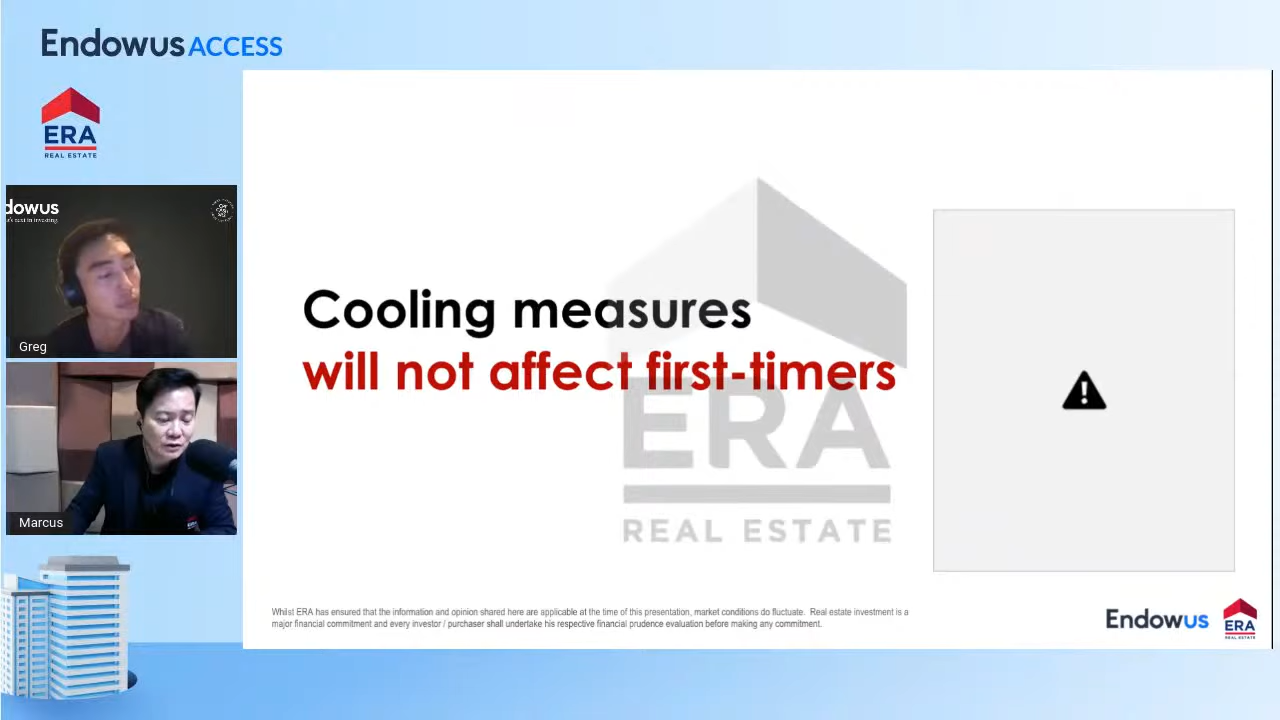 Endowus ACCESS
ERA
REAL ESTATE
dowus
Greg
Marcus
ERA
Cooling measures
will not affect first-timers
ERA
REAL ESTATE
Whilst ERA has ensured that the information and opinion shared here are applicable at the time of this presentation, market conditions do fluctuate. Real estate investment is a
major financial commitment and every investor / purchaser shall undertake his respective financial prudence evaluation before making any commitment.
Endowus
ERA
REAL ESTATE